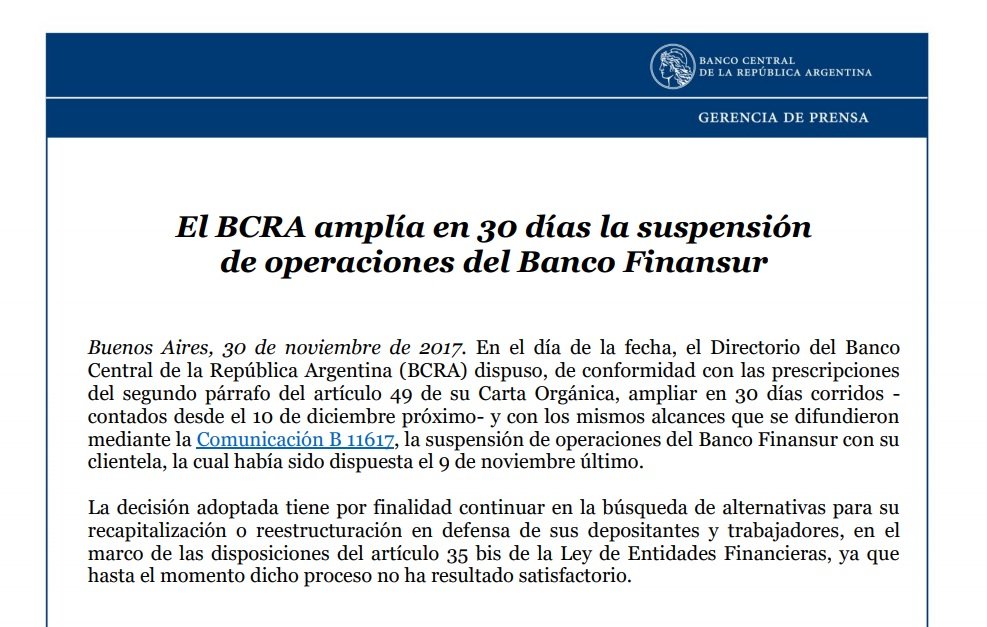 BANCO CENTRAL
DE LA REPÚBLICA ARGENTINA
GERENCIA DE PRENSA
El BCRA amplía en 30 días la suspensión
de operaciones del Banco Finansur
Buenos Aires, 30 de noviembre de 2017. En el día de la fecha, el Directorio del Banco
Central de la República Argentina (BCRA) dispuso, de conformidad con las prescripciones
del segundo párrafo del artículo 49 de su Carta Orgánica, ampliar en 30 días corridos -
contados desde el 10 de diciembre próximo- y con los mismos alcances que se difundieron
mediante la Comunicación B 11617, la suspensión de operaciones del Banco Finansur con su
clientela, la cual había sido dispuesta el 9 de noviembre último.
La decisión adoptada tiene por finalidad continuar en la búsqueda de alternativas para su
recapitalización o reestructuración en defensa de sus depositantes y trabajadores, en el
marco de las disposiciones del artículo 35 bis de la Ley de Entidades Financieras, ya que
hasta el momento dicho proceso no ha resultado satisfactorio.